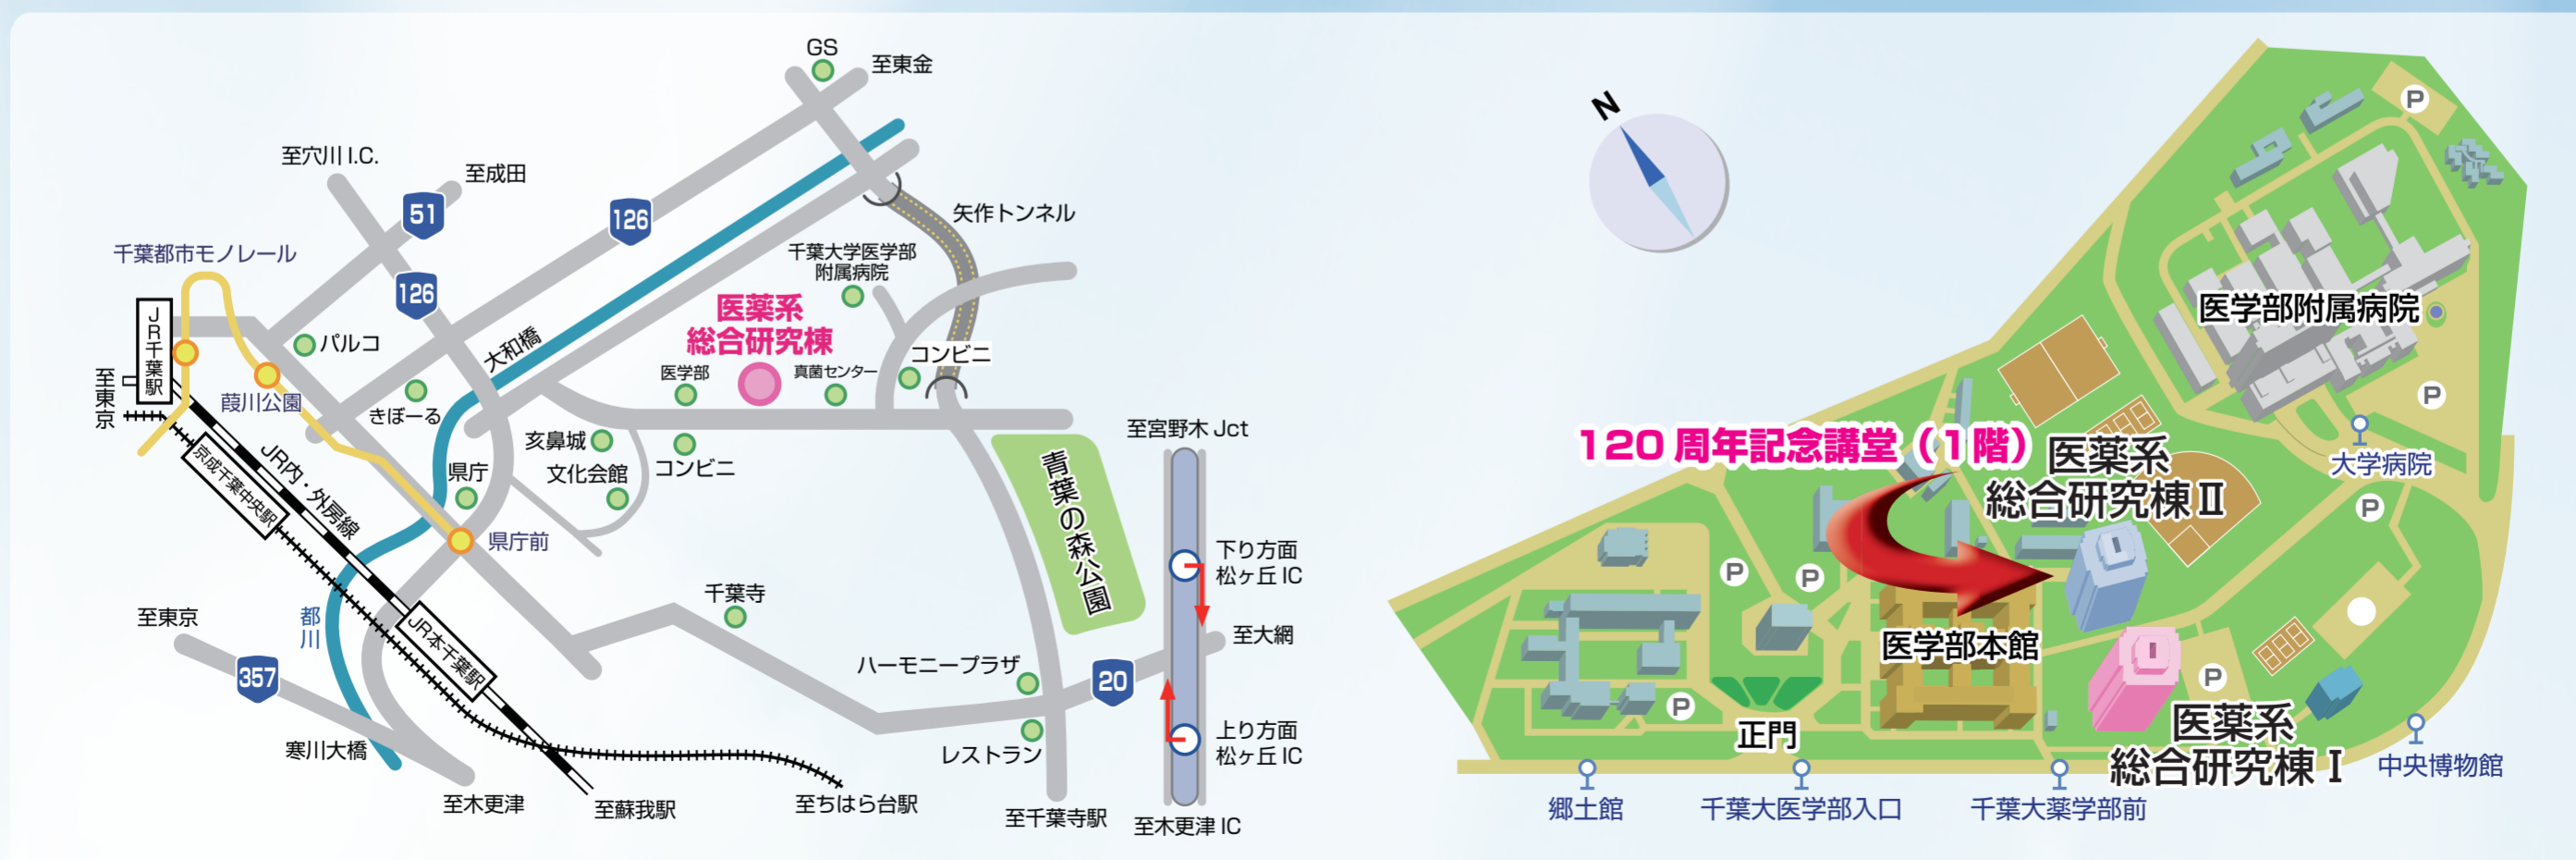 GS
至東金
至穴川 I.C.
至成田
51
126
矢作トンネル
千葉都市モノレール
千葉大学医学部
附属病院
126
医薬系
総合研究棟
JR千葉駅
パルコ
大和橋
コンビニ
医学部
真菌センター
至東京
葭川公園
きぼーる
亥鼻城
文化会館
コンビニ
県庁
JR内・外房線
京成千葉中央駅
県庁前
青葉の森公園
至宮野木 Jct
下り方面
松ヶ丘 IC
至東京
都川
千葉寺
至大網
357
JR本千葉駅
ハーモニープラザ
20
レストラン
上り方面
松ヶ丘 IC
寒川大橋
至木更津
至蘇我駅
至ちはら台駅
至千葉寺駅
至木更津 IC
N
P
医学部附属病院
P
大学病院
120 周年記念講堂（1階）
医薬系
総合研究棟Ⅱ
P
P
P
医学部本館
P
P
正門
医薬系
総合研究棟Ⅰ
中央博物館
郷土館
千葉大医学部入口
千葉大薬学部前